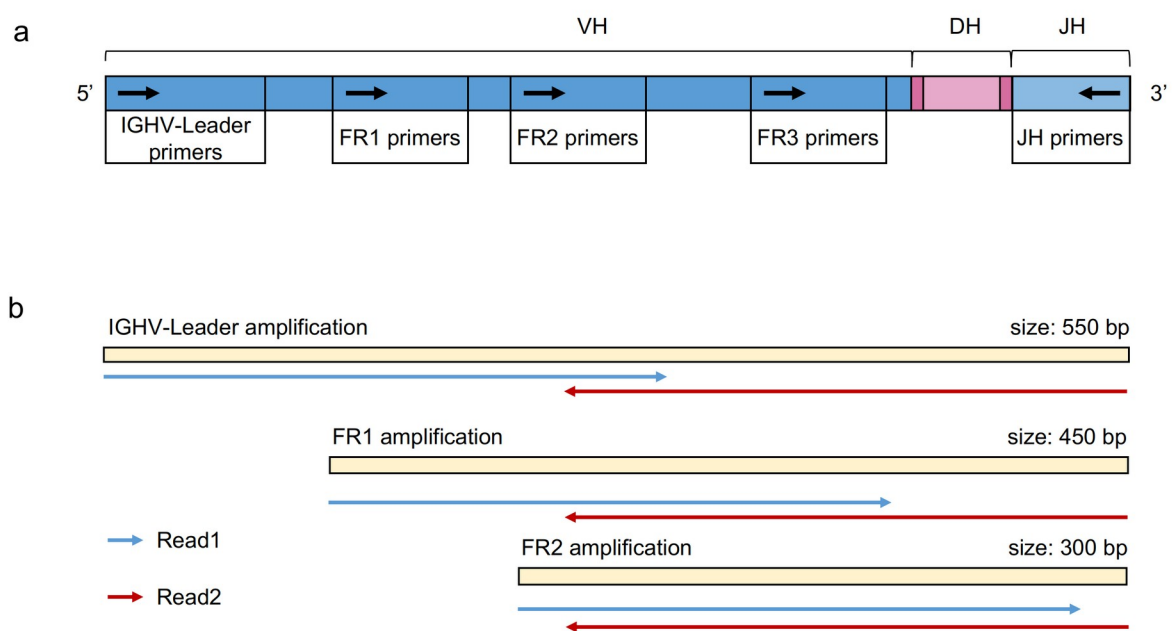 a
VH
DH
JH
5’
3’
IGHV-Leader
primers
FR1 primers
FR2 primers
FR3 primers
JH primers
b
IGHV-Leader amplification
size: 550 bp
FR1 amplification
size: 450 bp
Read1
FR2 amplification
size: 300 bp
Read2